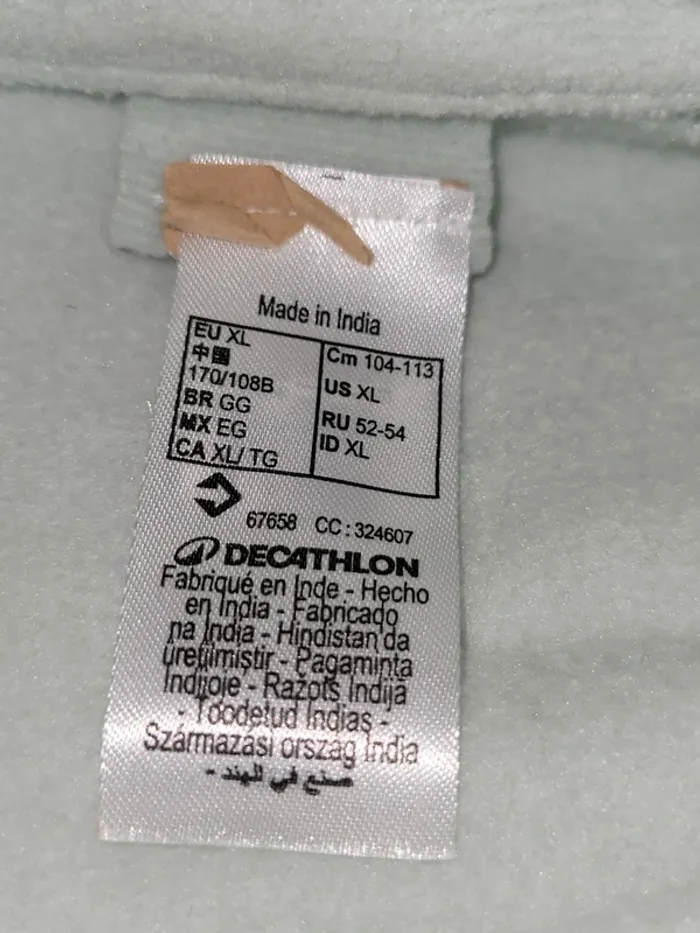 Made in India
EU XL
中國
170/108B
BR GG
MX EG
CA XL/TG
Cm 104-113
US XL
RU 52-54
ID XL
67658 CC:324607
DECATHLON
Fabriqué en Inde - Hecho
en India - Fabricado
na Índia - Hindistan'da
üretilmiştir - Pagaminta
Indijoje - Ražots Indijā
- Toodetud Indias -
Származási ország India
صنع في الهند -